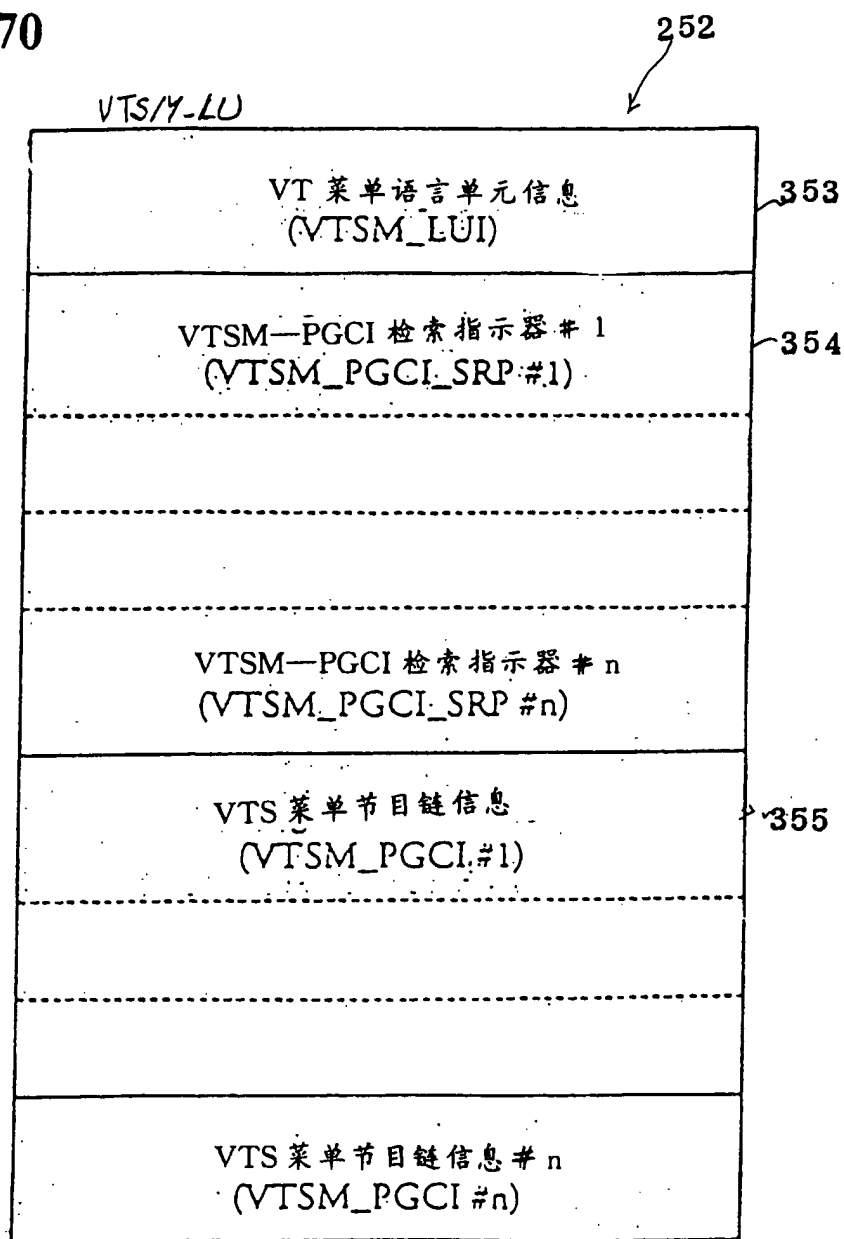 70
252
VTSM_LU
VT 菜单语言单元信息
(VTSM_LUI)
353
VTSM—PGCI 检索指示器 # 1
(VTSM_PGCI_SRP #1)
354
VTSM—PGCI 检索指示器 # n
(VTSM_PGCI_SRP #n)
VTS 菜单节目链信息
(VTSM_PGCI #1)
355
VTS 菜单节目链信息 # n
(VTSM_PGCI #n)